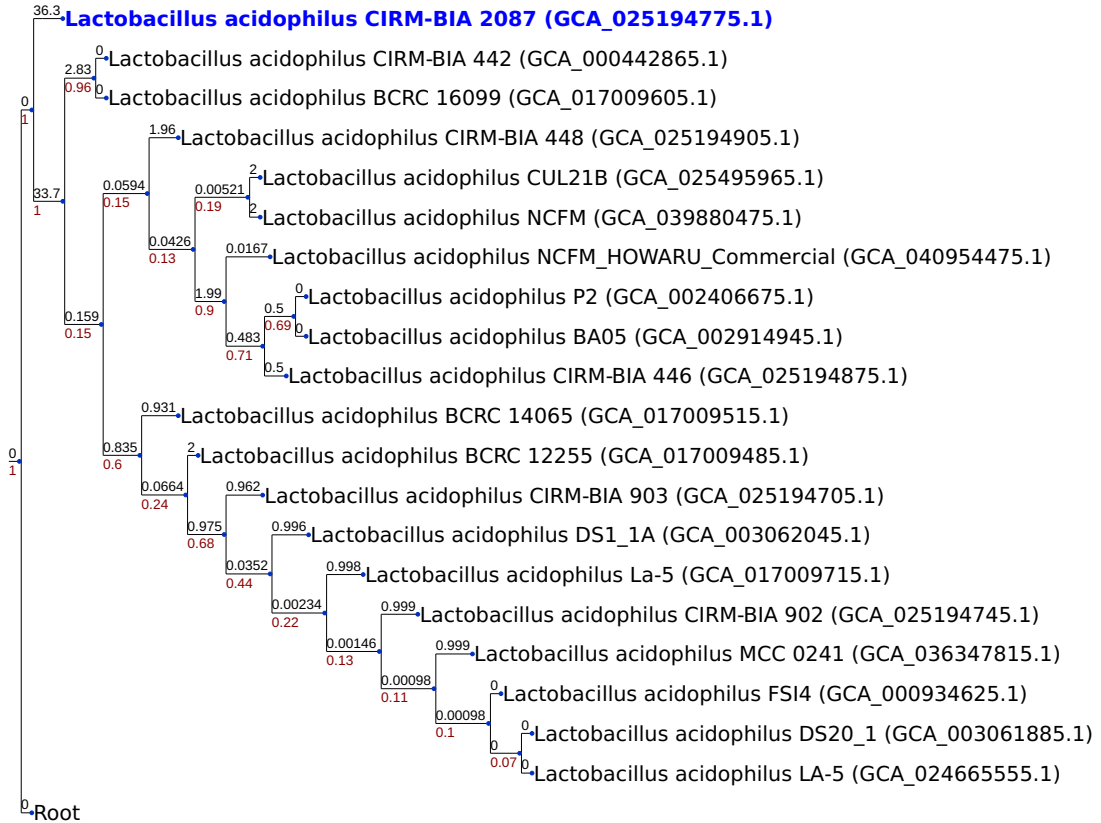 36.3 Lactobacillus acidophilus CIRM-BIA 2087 (GCA_025194775.1)
0 Lactobacillus acidophilus CIRM-BIA 442 (GCA_000442865.1)
2.83
0.96
0 Lactobacillus acidophilus BCRC 16099 (GCA_017009605.1)
0
1
1.96 Lactobacillus acidophilus CIRM-BIA 448 (GCA_025194905.1)
2 Lactobacillus acidophilus CUL21B (GCA_025495965.1)
0.0594
0.15
0.00521
0.19
33.7
1
2 Lactobacillus acidophilus NCFM (GCA_039880475.1)
0.0426
0.13
0.0167 Lactobacillus acidophilus NCFM_HOWARU_Commercial (GCA_040954475.1)
1.99
0.9
0 Lactobacillus acidophilus P2 (GCA_002406675.1)
0.5
0.69
0.159
0.15
0 Lactobacillus acidophilus BA05 (GCA_002914945.1)
0.483
0.71
0.5 Lactobacillus acidophilus CIRM-BIA 446 (GCA_025194875.1)
0.931 Lactobacillus acidophilus BCRC 14065 (GCA_017009515.1)
0.835
0.6
0
1
2 Lactobacillus acidophilus BCRC 12255 (GCA_017009485.1)
0.0664
0.24
0.962 Lactobacillus acidophilus CIRM-BIA 903 (GCA_025194705.1)
0.975
0.68
0.996 Lactobacillus acidophilus DS1_1A (GCA_003062045.1)
0.0352
0.44
0.998 Lactobacillus acidophilus La-5 (GCA_017009715.1)
0.00234
0.22
0.999 Lactobacillus acidophilus CIRM-BIA 902 (GCA_025194745.1)
0.00146
0.13
0.999 Lactobacillus acidophilus MCC 0241 (GCA_036347815.1)
0.00098
0.11
0 Lactobacillus acidophilus FSI4 (GCA_000934625.1)
0.00098
0.1
0 Lactobacillus acidophilus DS20_1 (GCA_003061885.1)
0
0.07
0 Lactobacillus acidophilus LA-5 (GCA_024665555.1)
0 Root